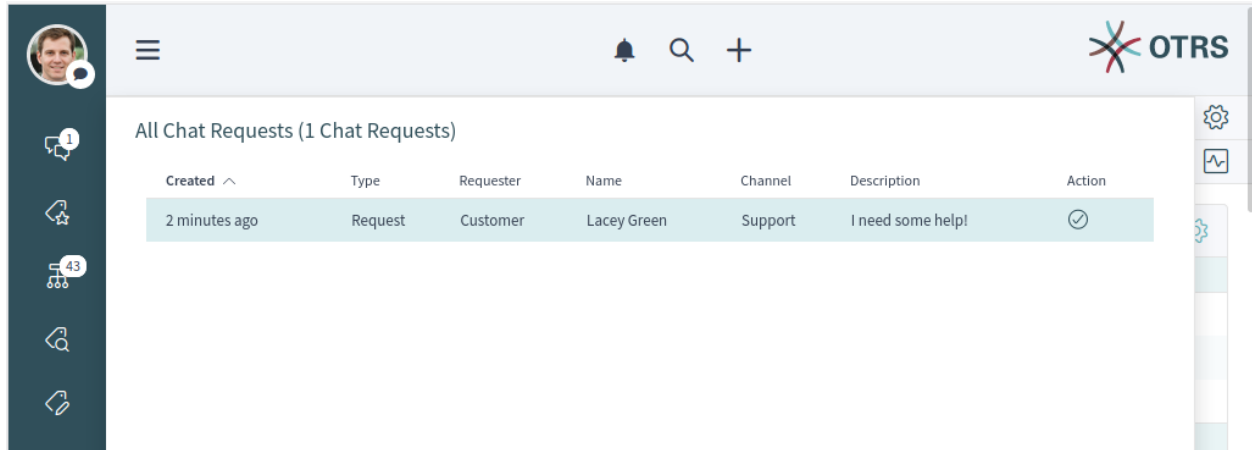 OTRS
1
All Chat Requests (1 Chat Requests)
Created Type Requester Name Channel Description Action
2 minutes ago Request Customer Lacey Green Support I need some help!
43